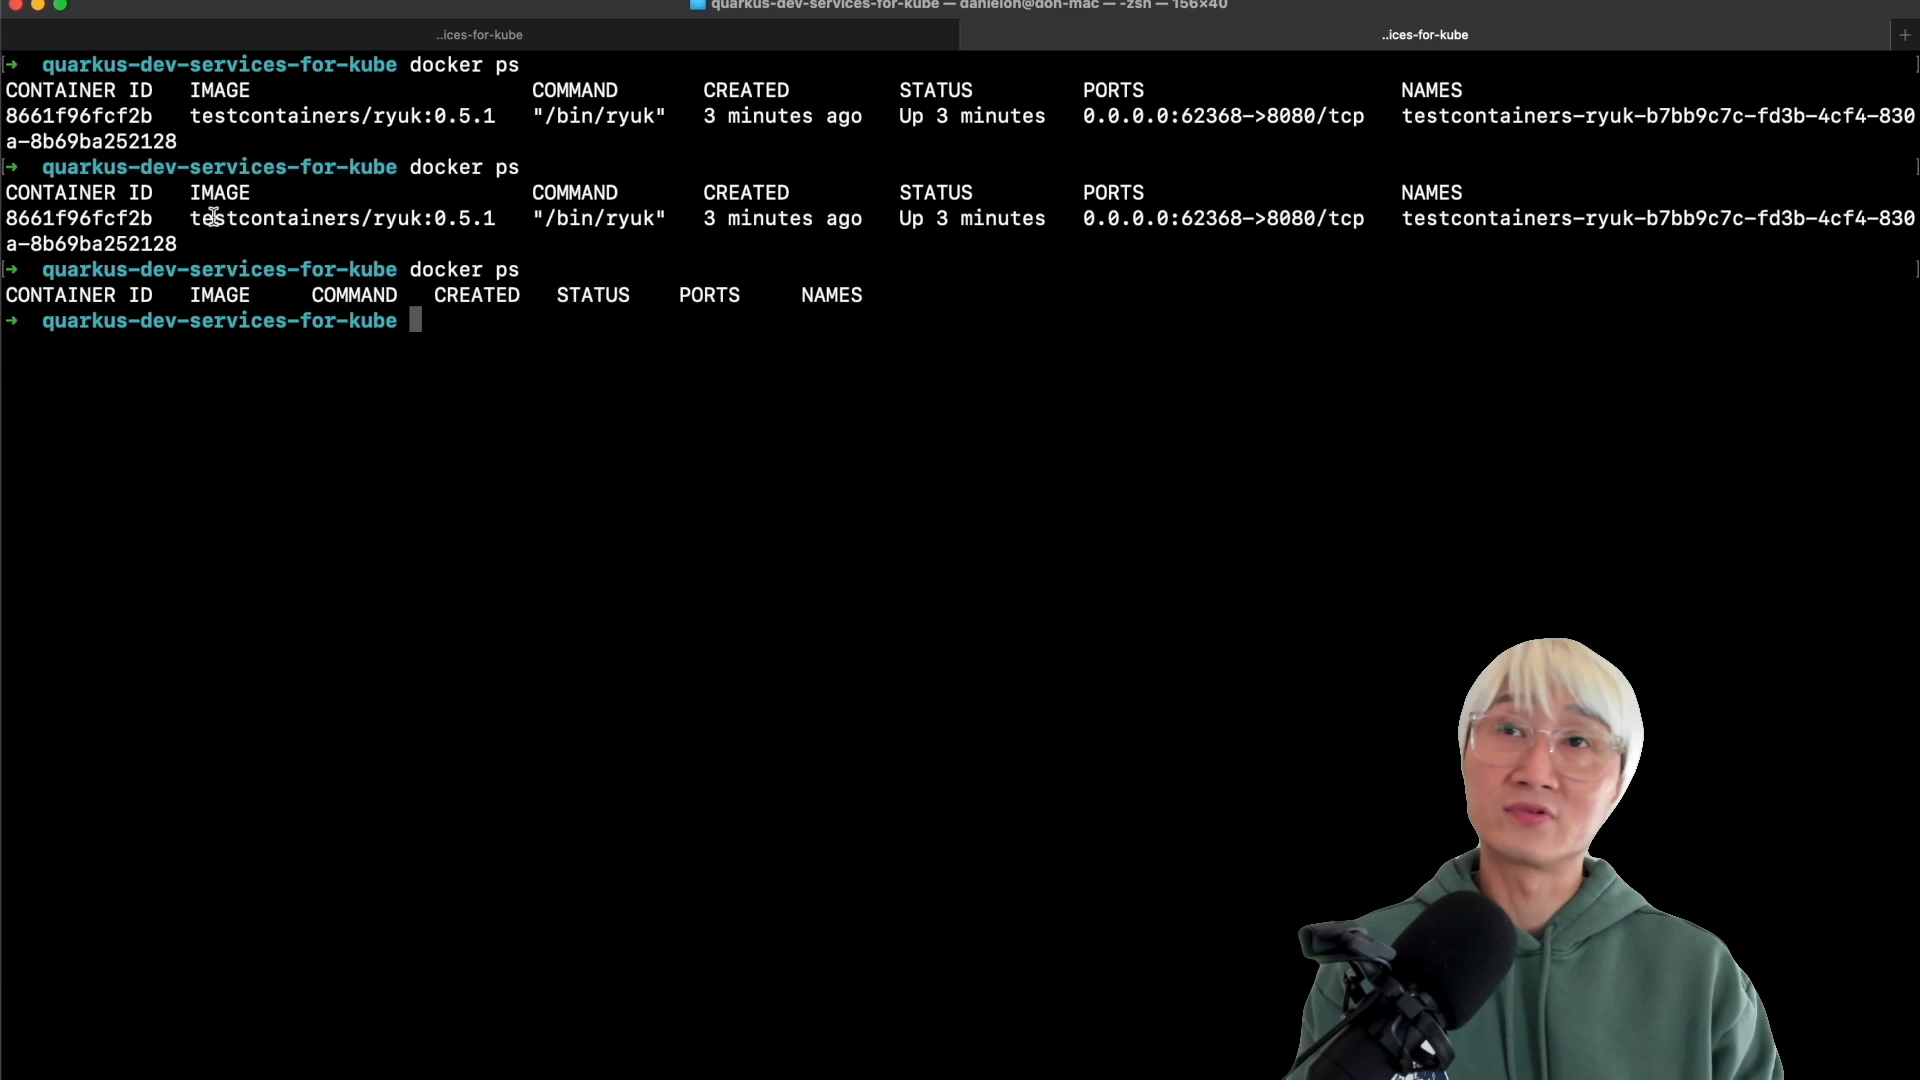 quarkus-dev-services-for-kube — danieloh@doh-mac — -zsh — 156×40
..ices-for-kube
..ices-for-kube
+
→ quarkus-dev-services-for-kube docker ps
CONTAINER ID IMAGE COMMAND CREATED STATUS PORTS NAMES
8661f96fcf2b testcontainers/ryuk:0.5.1 "/bin/ryuk" 3 minutes ago Up 3 minutes 0.0.0.0:62368->8080/tcp testcontainers-ryuk-b7bb9c7c-fd3b-4cf4-830
a-8b69ba252128
→ quarkus-dev-services-for-kube docker ps
CONTAINER ID IMAGE COMMAND CREATED STATUS PORTS NAMES
8661f96fcf2b testcontainers/ryuk:0.5.1 "/bin/ryuk" 3 minutes ago Up 3 minutes 0.0.0.0:62368->8080/tcp testcontainers-ryuk-b7bb9c7c-fd3b-4cf4-830
a-8b69ba252128
→ quarkus-dev-services-for-kube docker ps
CONTAINER ID IMAGE COMMAND CREATED STATUS PORTS NAMES
→ quarkus-dev-services-for-kube